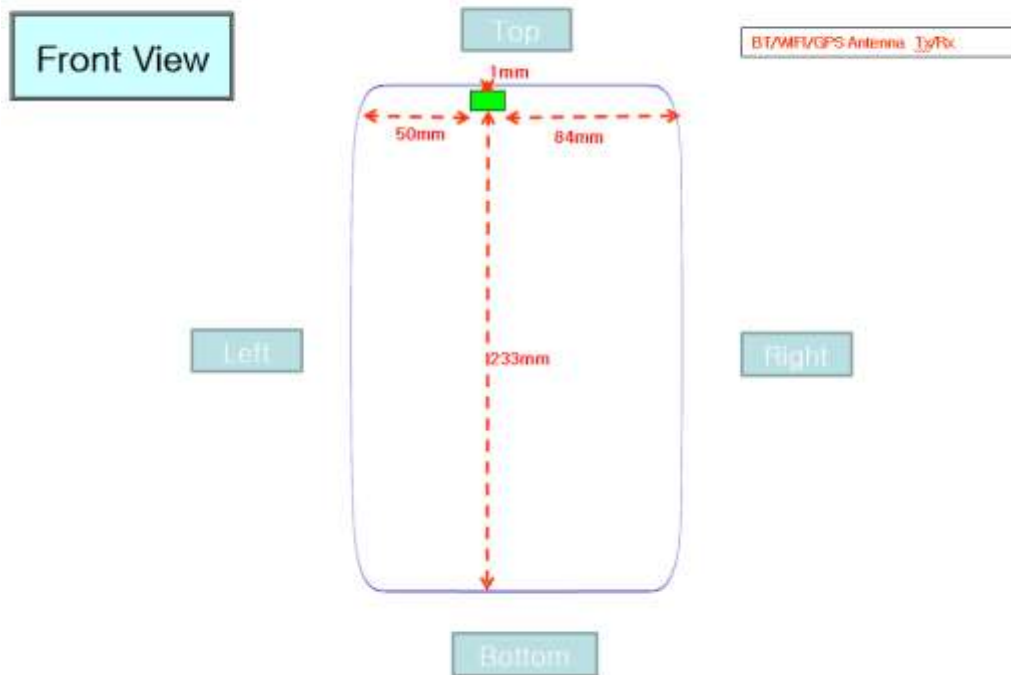 Top
Front View
BT/WIFI/GPS Antenna Tx/Rx
1mm
50mm
84mm
233mm
Left
Right
Bottom